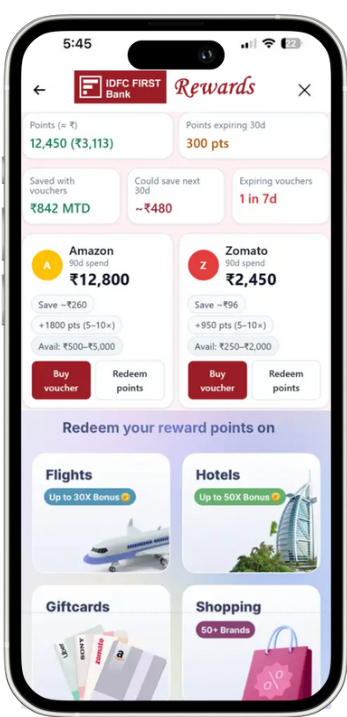 5:45
22
IDFC FIRST
Bank
Rewards
Points (≈ ₹)
12,450 (₹3,113)
Points expiring 30d
300 pts
Saved with
vouchers
₹842 MTD
Could save next
30d
~₹480
Expiring vouchers
1 in 7d
A
Amazon
90d spend
₹12,800
Save ~₹260
+1800 pts (5–10×)
Avail: ₹500–₹5,000
Buy
voucher
Redeem
points
Z
Zomato
90d spend
₹2,450
Save ~₹96
+950 pts (5–10×)
Avail: ₹250–₹2,000
Buy
voucher
Redeem
points
Redeem your reward points on
Flights
Up to 30X Bonus
Hotels
Up to 50X Bonus
Giftcards
Uber
SONY
zomato
Shopping
50+ Brands
%